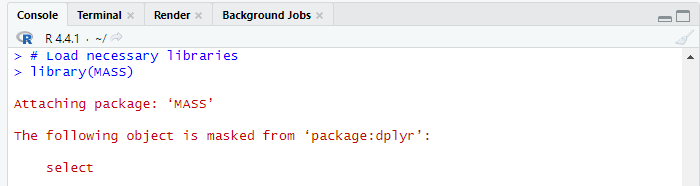 Console Terminal × Render × Background Jobs ×
R R 4.4.1 · ~/
> # Load necessary libraries
> library(MASS)
Attaching package: ‘MASS’
The following object is masked from ‘package:dplyr’:
select